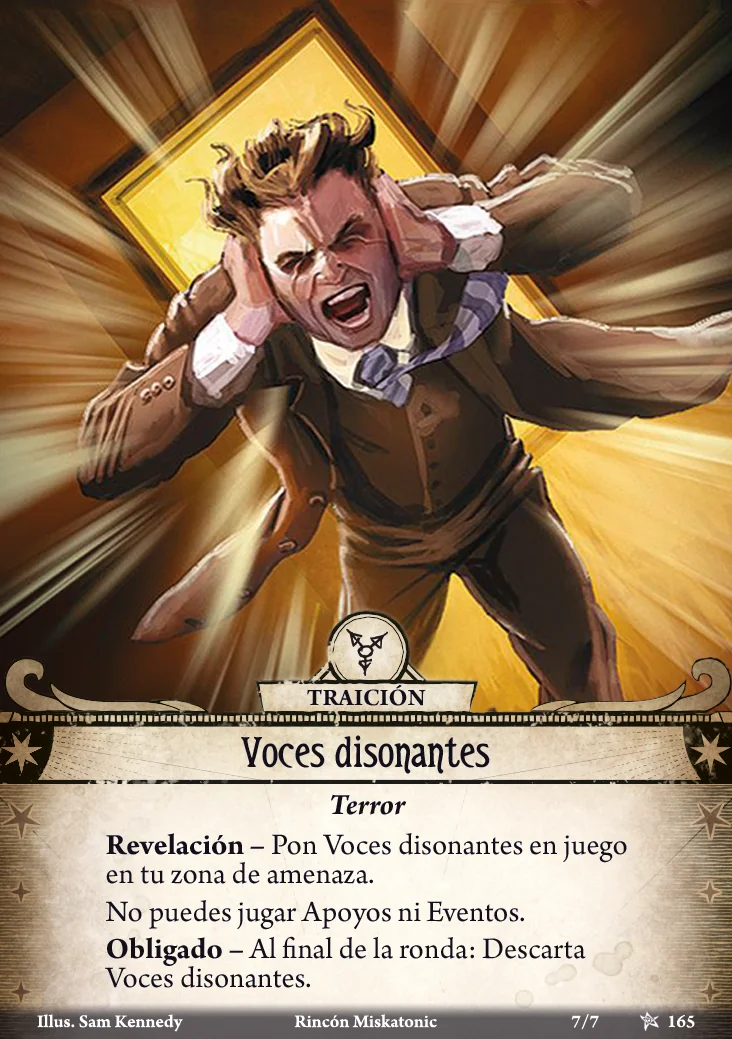 TRAICIÓN
Voces disonantes
Terror
Revelación – Pon Voces disonantes en juego
en tu zona de amenaza.
No puedes jugar Apoyos ni Eventos.
Obligado – Al final de la ronda: Descarta
Voces disonantes.
Illus. Sam Kennedy Rincón Miskatonic 7/7 165